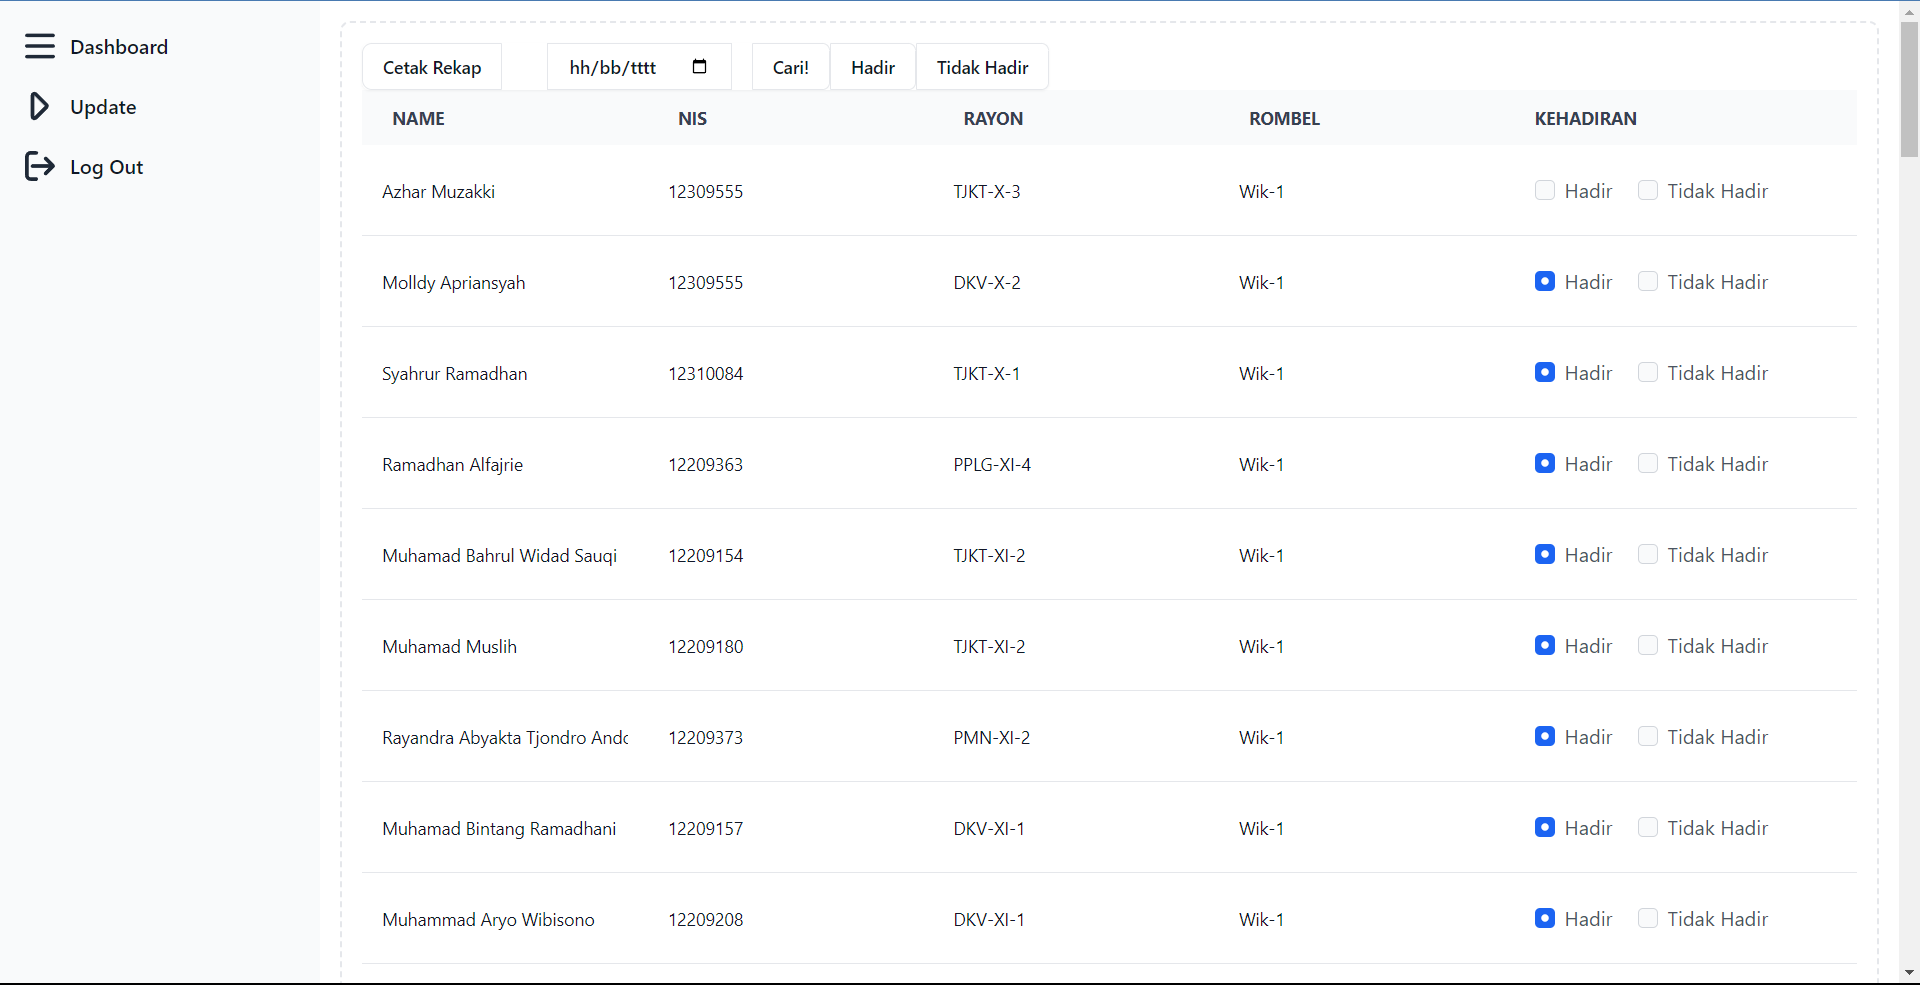 Dashboard
Update
Log Out
Cetak Rekap hh/bb/tttt Cari! Hadir Tidak Hadir
NAME NIS RAYON ROMBEL KEHADIRAN
Azhar Muzakki 12309555 TJKT-X-3 Wik-1 Hadir Tidak Hadir
Molldy Apriansyah 12309555 DKV-X-2 Wik-1 Hadir Tidak Hadir
Syahrur Ramadhan 12310084 TJKT-X-1 Wik-1 Hadir Tidak Hadir
Ramadhan Alfajrie 12209363 PPLG-XI-4 Wik-1 Hadir Tidak Hadir
Muhamad Bahrul Widad Sauqi 12209154 TJKT-XI-2 Wik-1 Hadir Tidak Hadir
Muhamad Muslih 12209180 TJKT-XI-2 Wik-1 Hadir Tidak Hadir
Rayandra Abyakta Tjondro 12209373 PMN-XI-2 Wik-1 Hadir Tidak Hadir
Muhamad Bintang Ramadhani 12209157 DKV-XI-1 Wik-1 Hadir Tidak Hadir
Muhammad Aryo Wibisono 12209208 DKV-XI-1 Wik-1 Hadir Tidak Hadir